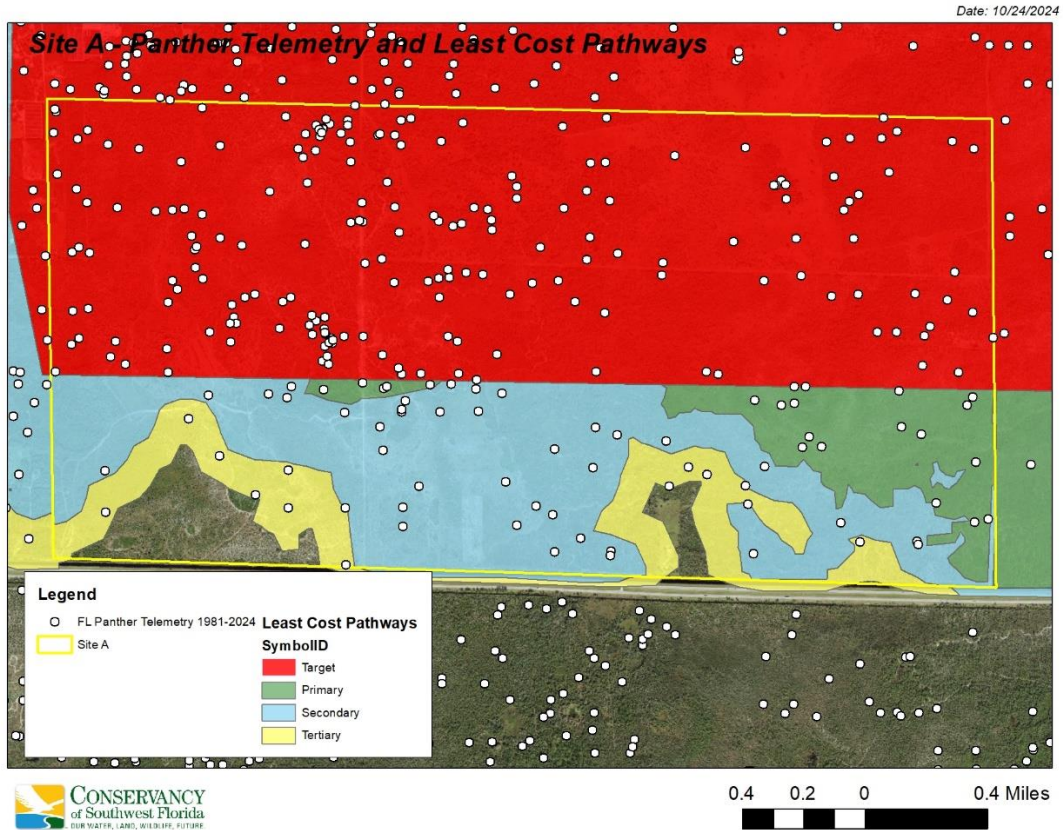 Date: 10/24/2024
Site A - Panther Telemetry and Least Cost Pathways
Legend
FL Panther Telemetry 1981-2024
Site A
Least Cost Pathways
SymbolID
Target
Primary
Secondary
Tertiary
CONSERVANCY
of Southwest Florida
OUR WATER, LAND, WILDLIFE, FUTURE
0.4 0.2 0 0.4 Miles